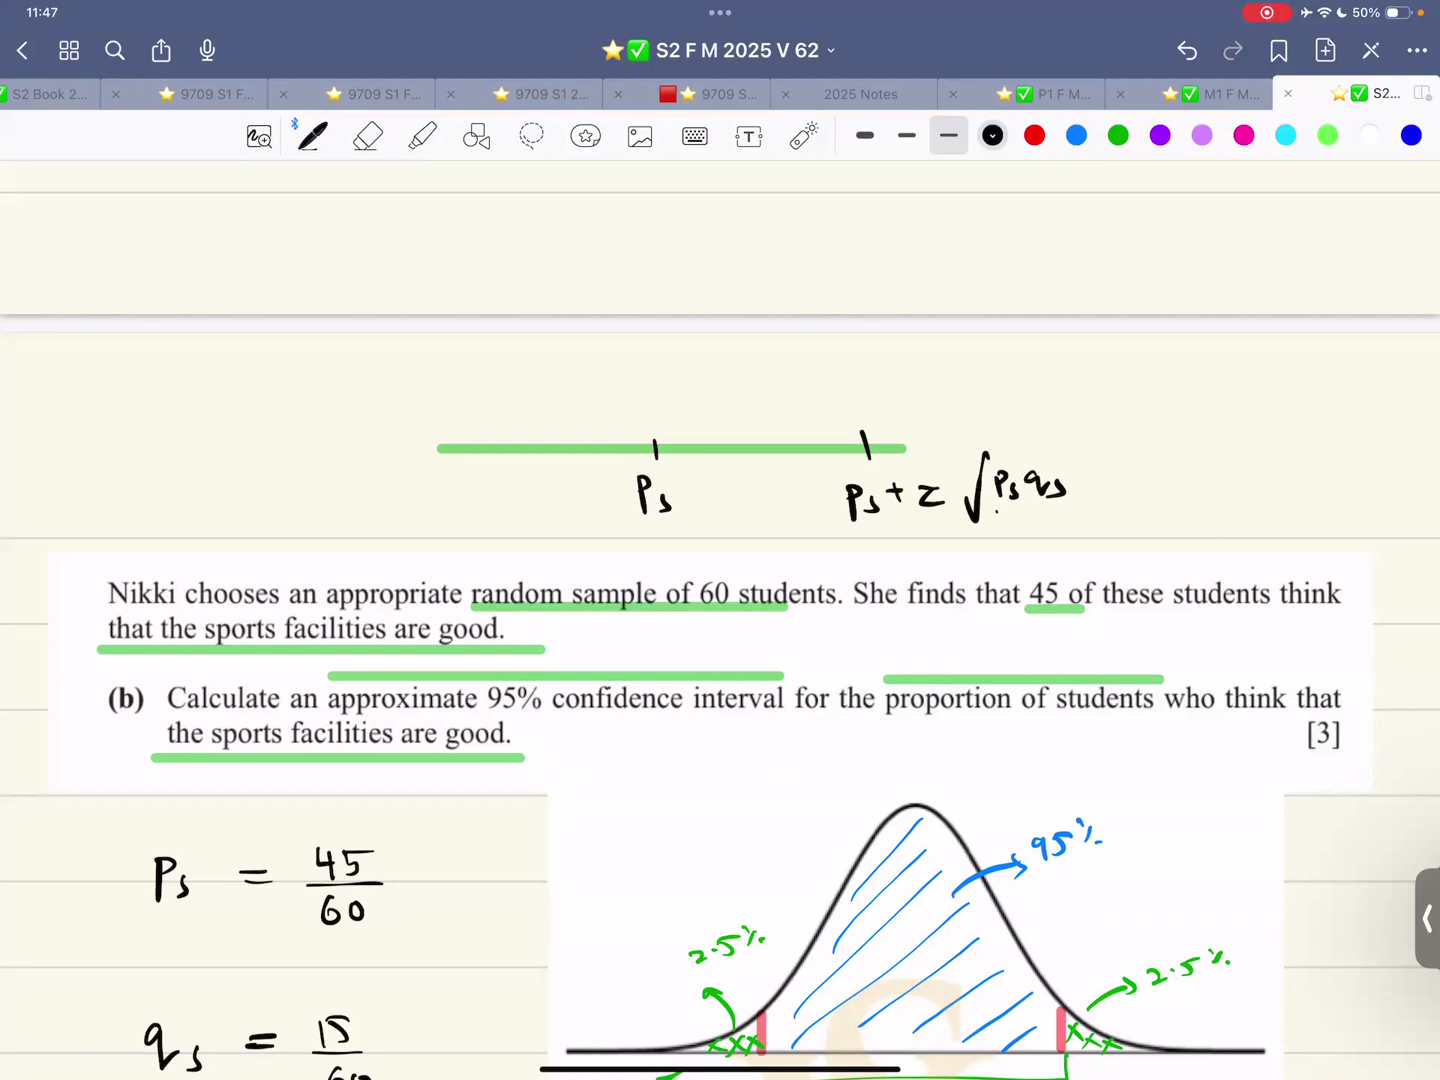 11:47
50%
⭐✅ S2 F M 2025 V 62
S2 Book 2...
9709 S1 F...
9709 S1 F...
9709 S1 2...
9709 S...
2025 Notes
P1 F M...
M1 F M...
S2...
Ps
Ps + z √Ps qs
Nikki chooses an appropriate random sample of 60 students. She finds that 45 of these students think
that the sports facilities are good.
(b) Calculate an approximate 95% confidence interval for the proportion of students who think that
the sports facilities are good. [3]
Ps = 45/60
95%
2.5%
2.5%
qs = 15/60